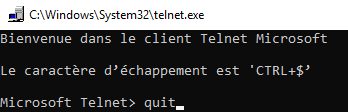 C:\Windows\System32\telnet.exe
Bienvenue dans le client Telnet Microsoft
Le caractère d’échappement est 'CTRL+$’
Microsoft Telnet> quit